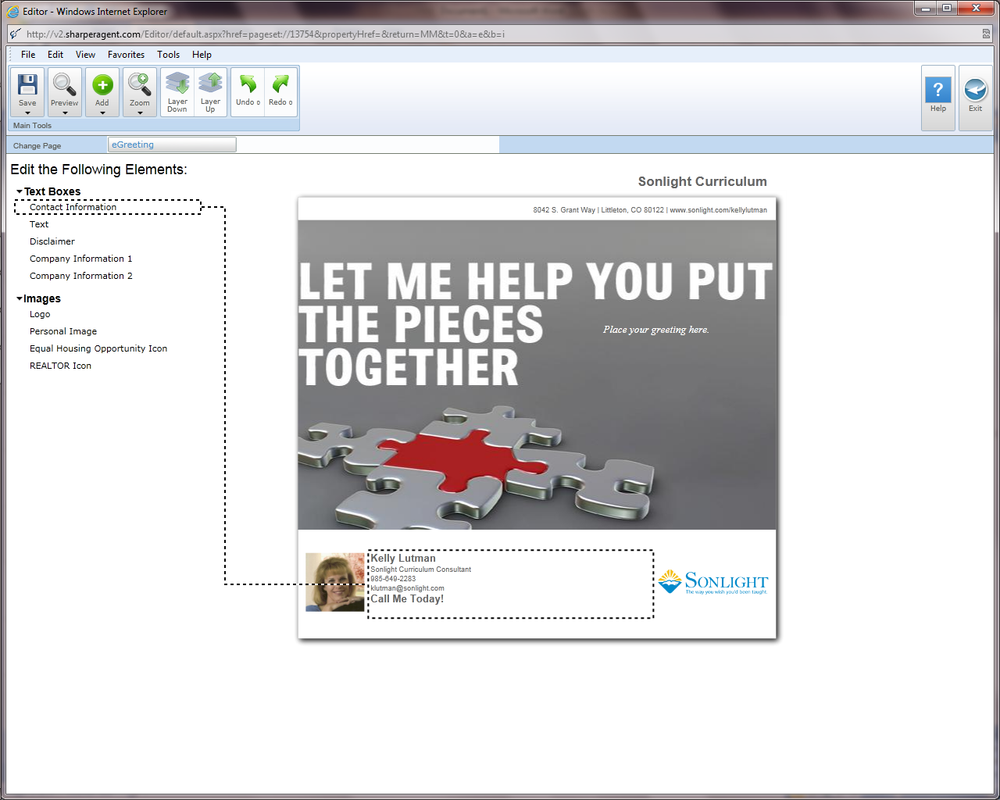 Editor - Windows Internet Explorer
http://v2.sharperagent.com/Editor/default.aspx?href=pageset://13754&propertyHref=&return=MM&t=0&a=e&b=i
File Edit View Favorites Tools Help
Save Preview Add Zoom Layer Down Layer Up Undo 0 Redo 0 Help Exit
Main Tools
Change Page eGreeting
Edit the Following Elements:
Text Boxes
Contact Information
Text
Disclaimer
Company Information 1
Company Information 2
Images
Logo
Personal Image
Equal Housing Opportunity Icon
REALTOR Icon
Sonlight Curriculum
8042 S. Grant Way | Littleton, CO 80122 | www.sonlight.com/kellylutman
LET ME HELP YOU PUT
THE PIECES
TOGETHER
Place your greeting here.
Kelly Lutman
Sonlight Curriculum Consultant
985-649-2283
klutman@sonlight.com
Call Me Today!
SONLIGHT
The way you wish you'd been taught.